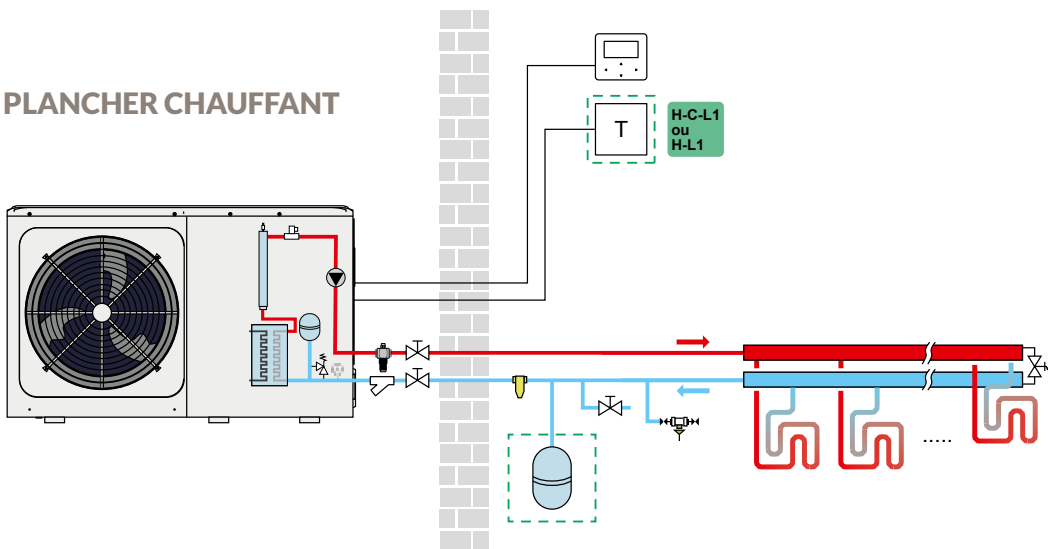 PLANCHER CHAUFFANT
T
H-C-L1
ou
H-L1
.....